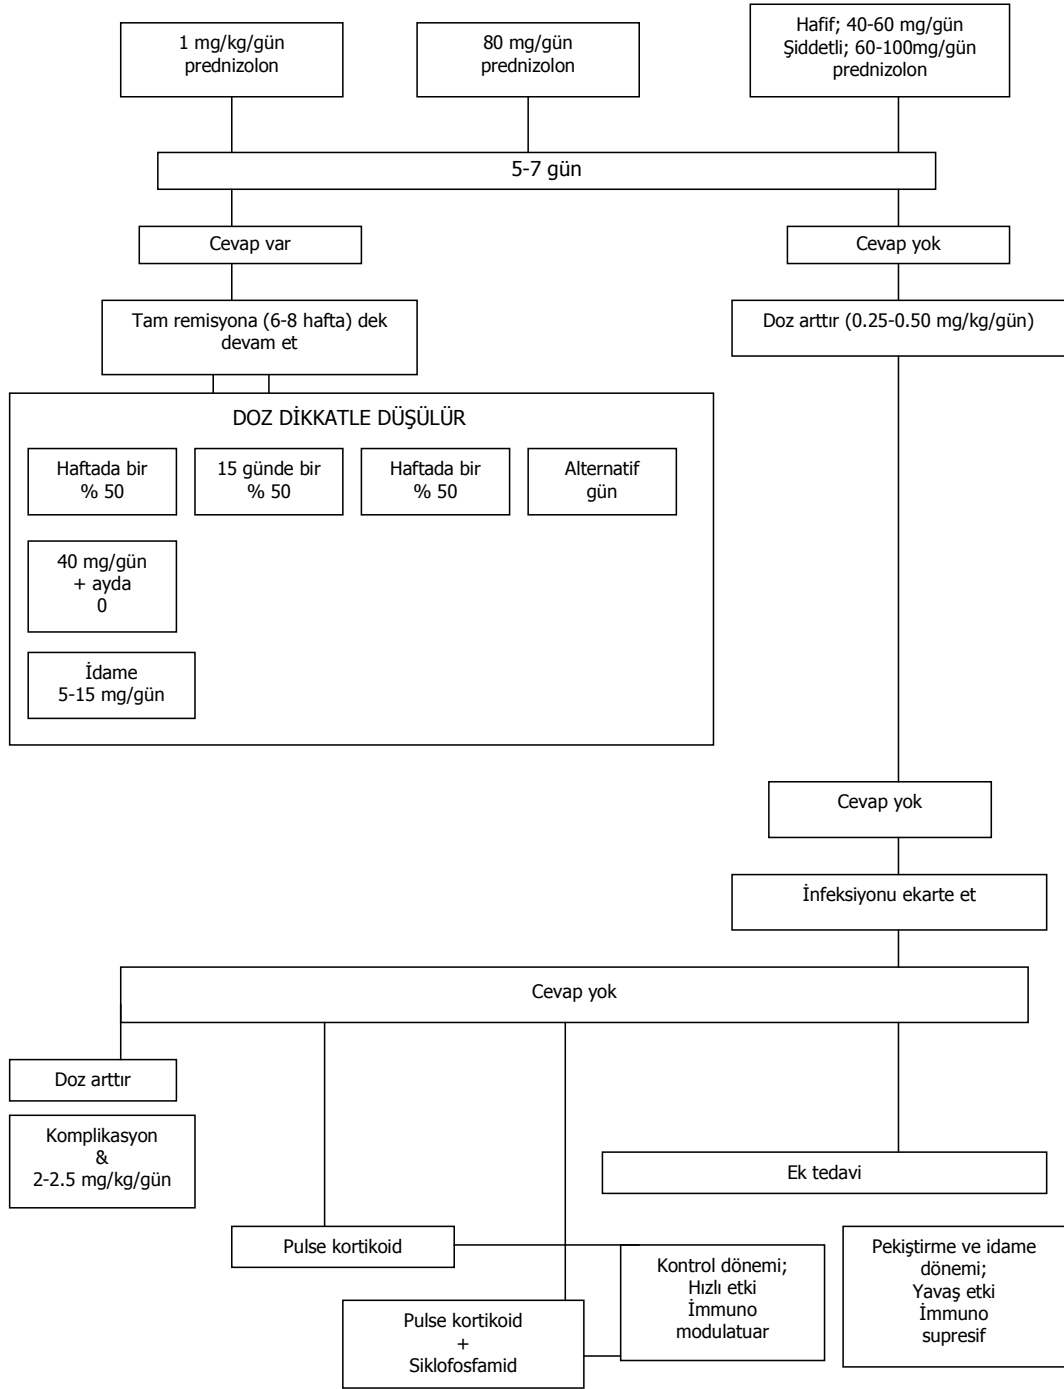 1 mg/kg/gün
prednizolon
80 mg/gün
prednizolon
Hafif; 40-60 mg/gün
Şiddetli; 60-100mg/gün
prednizolon
5-7 gün
Cevap var
Cevap yok
Tam remisyona (6-8 hafta) dek
devam et
Doz arttır (0.25-0.50 mg/kg/gün)
DOZ DİKKATLE DÜŞÜLÜR
Haftada bir
% 50
15 günde bir
% 50
Haftada bir
% 50
Alternatif
gün
40 mg/gün
+ ayda
0
İdame
5-15 mg/gün
Cevap yok
İnfeksiyonu ekarte et
Cevap yok
Doz arttır
Komplikasyon
&
2-2.5 mg/kg/gün
Ek tedavi
Pulse kortikoid
Kontrol dönemi;
Hızlı etki
İmmuno
modulatuar
Pekiştirme ve idame
dönemi;
Yavaş etki
İmmuno
supresif
Pulse kortikoid
+
Siklofosfamid